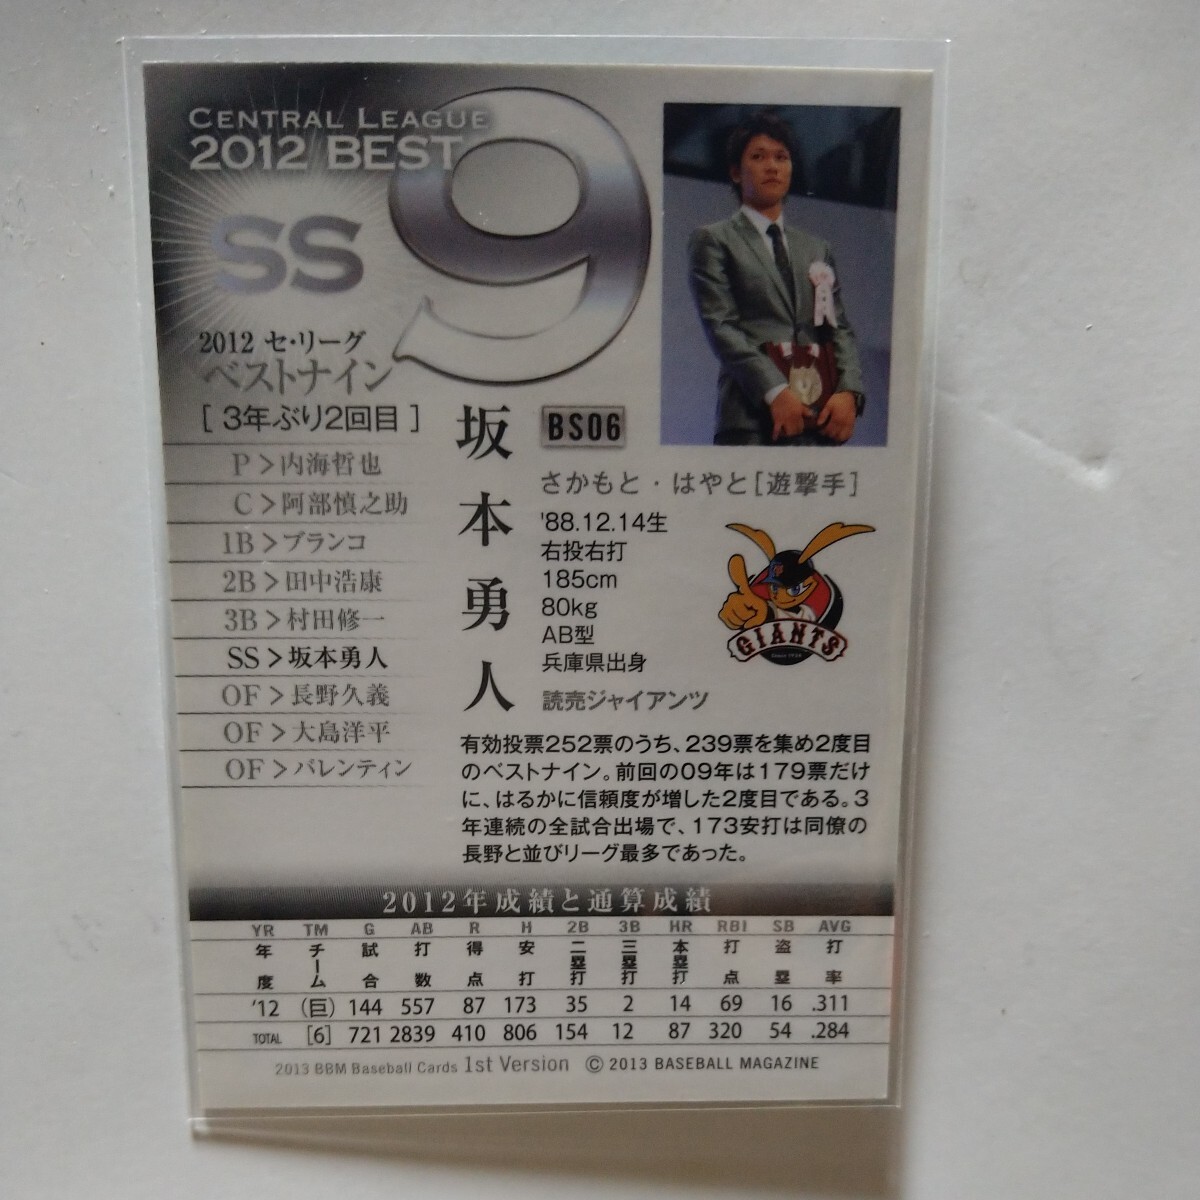 CENTRAL LEAGUE
2012 BEST 9
SS
2012 セ・リーグ
ベストナイン
[ 3年ぶり2回目 ]
P > 内海哲也
C > 阿部慎之助
1B > ブランコ
2B > 田中浩康
3B > 村田修一
SS > 坂本勇人
OF > 長野久義
OF > 大島洋平
OF > バレンティン
坂本勇人
BS06
さかもと・はやと[遊撃手]
'88.12.14生
右投右打
185cm
80kg
AB型
兵庫県出身
読売ジャイアンツ
GIANTS
Since 1934
有効投票252票のうち、239票を集め2度目
のベストナイン。前回の09年は179票だけ
に、はるかに信頼度が増した2度目である。3
年連続の全試合出場で、173安打は同僚の
長野と並びリーグ最多であった。
2012年成績と通算成績
YR TM G AB R H 2B 3B HR RBI SB AVG
年度 チーム 試合 打数 得点 安打 二塁打 三塁打 本塁打 打点 盗塁 打率
'12 (巨) 144 557 87 173 35 2 14 69 16 .311
TOTAL [6] 721 2839 410 806 154 12 87 320 54 .284
2013 BBM Baseball Cards 1st Version © 2013 BASEBALL MAGAZINE